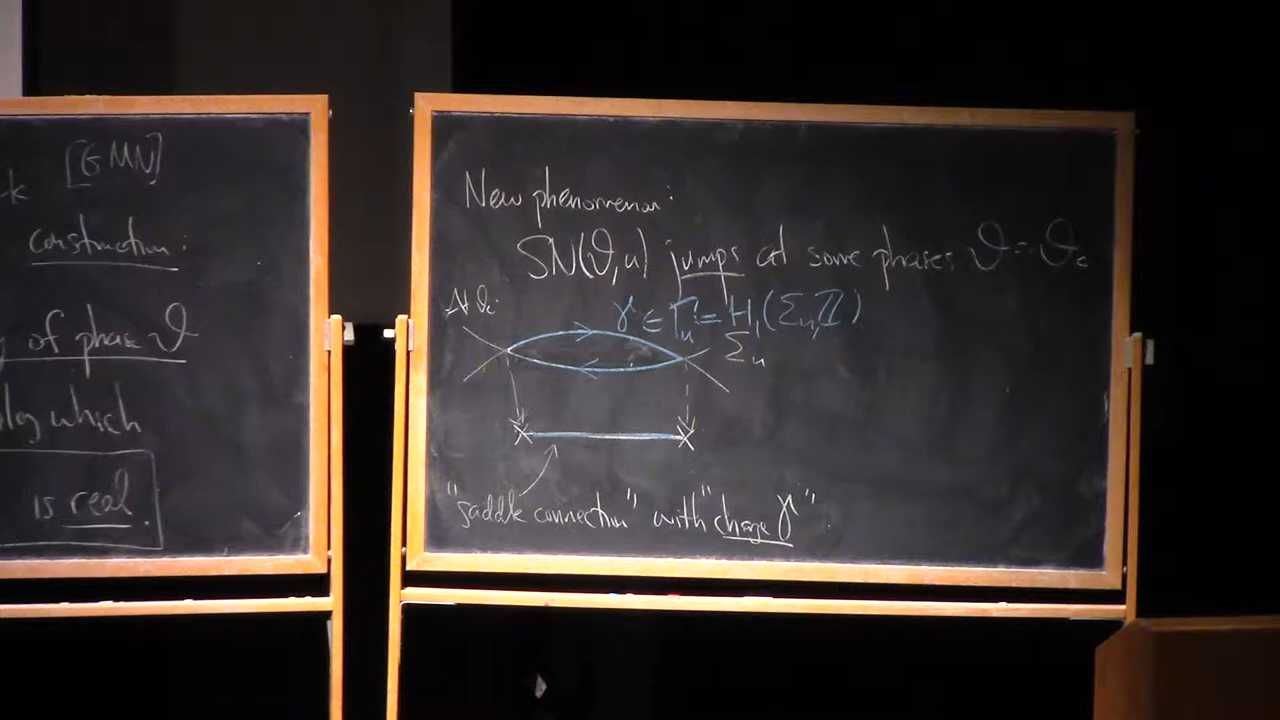 [GMN]
construction:
of phase ϑ
which
is real.
New phenomenon:
SN(ϑ,u) jumps at some phases ϑ=ϑc
At ϑc:
γ ∈ Γu := H1(Σu,ℤ)
Σu
"saddle connection" with "charge γ".